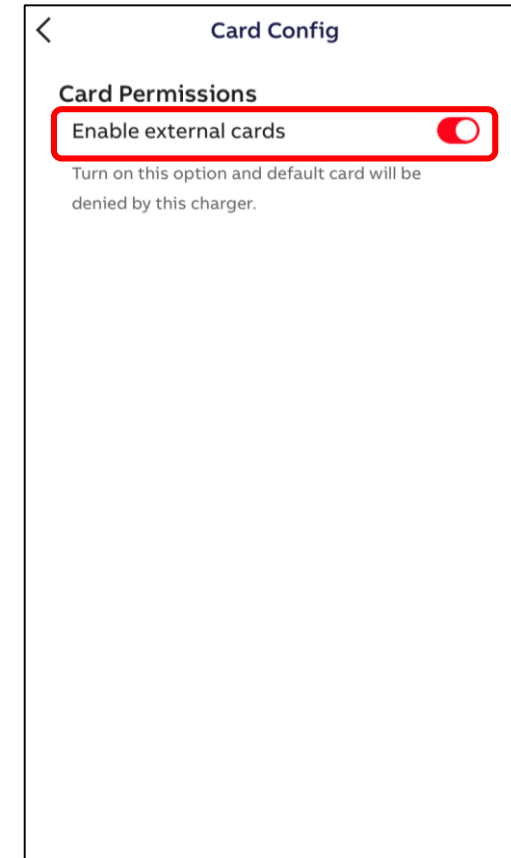 Card Config
Card Permissions
Enable external cards
Turn on this option and default card will be
denied by this charger.